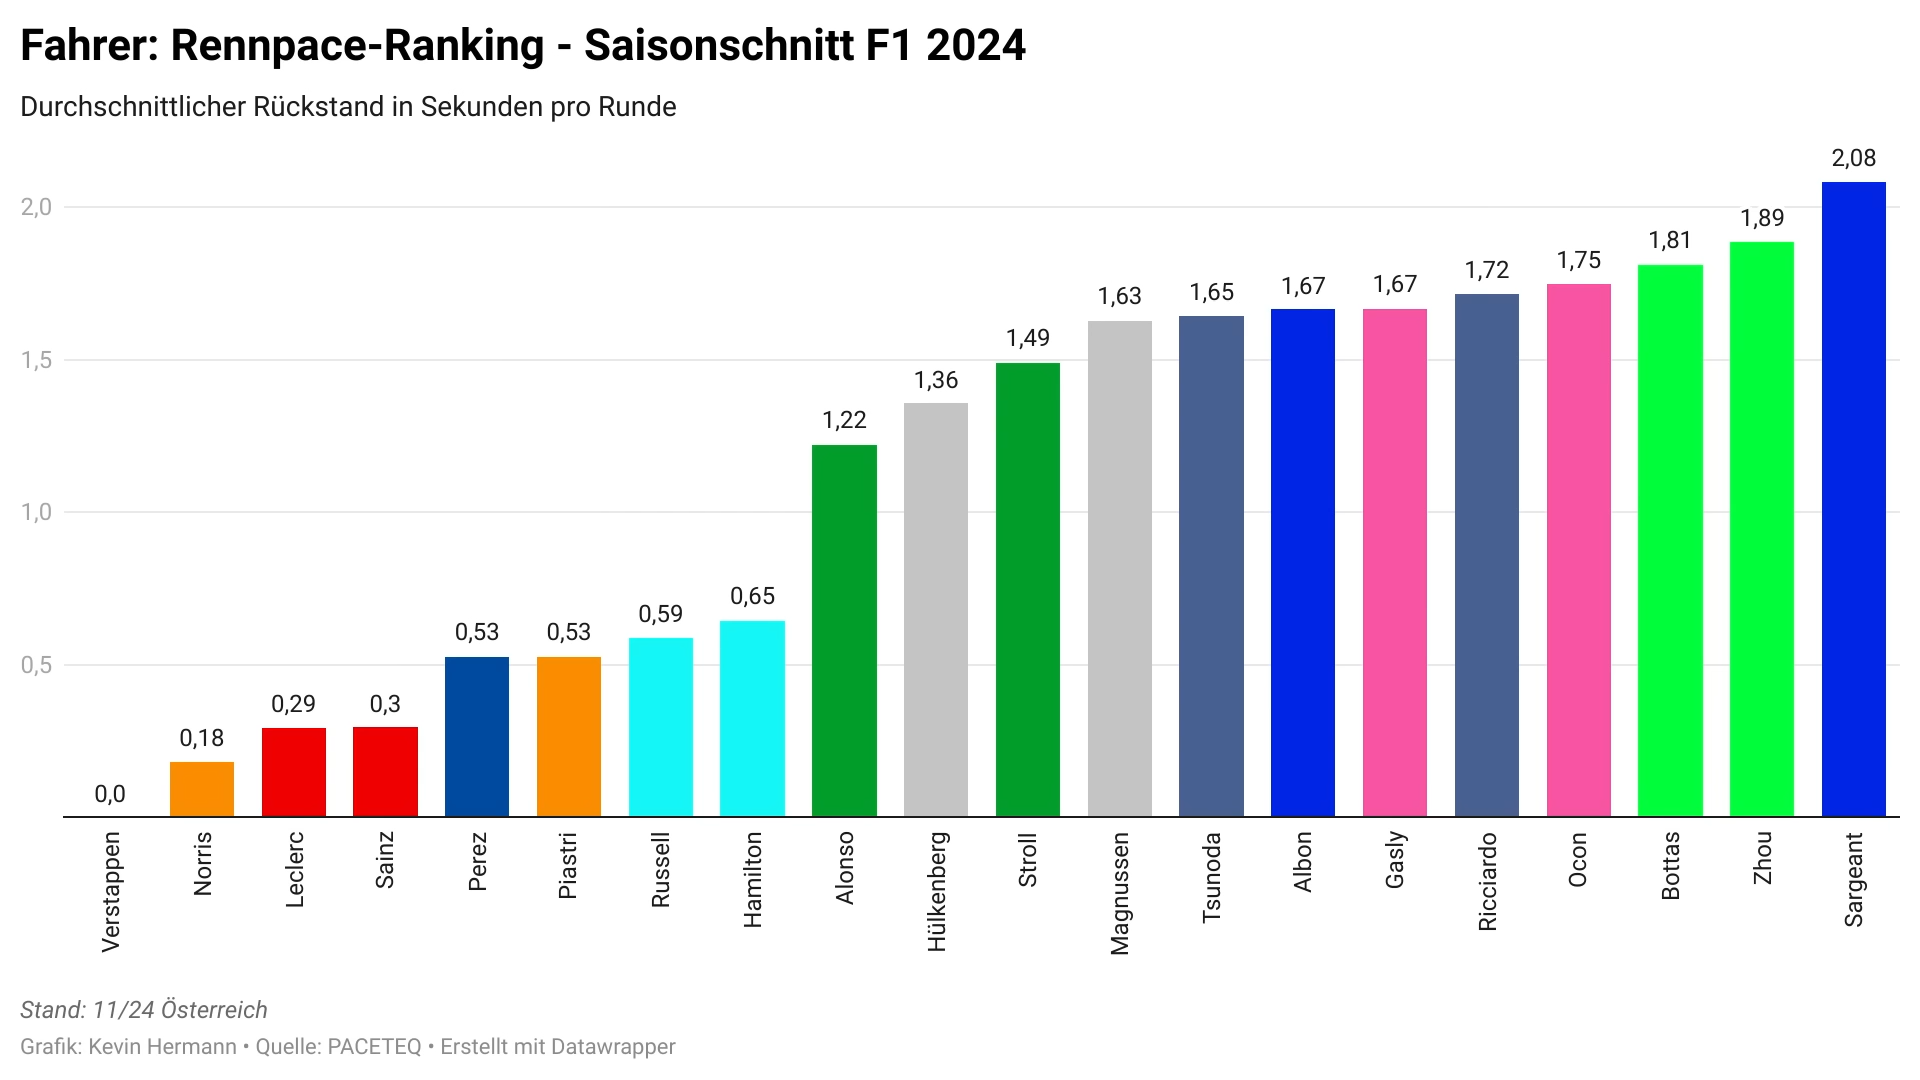 Fahrer: Rennpace-Ranking - Saisonschnitt F1 2024
Durchschnittlicher Rückstand in Sekunden pro Runde
2,0
1,5
1,0
0,5
0,0
0,18
0,29
0,3
0,53
0,53
0,59
0,65
1,22
1,36
1,49
1,63
1,65
1,67
1,67
1,72
1,75
1,81
1,89
2,08
Verstappen
Norris
Leclerc
Sainz
Perez
Piastri
Russell
Hamilton
Alonso
Hülkenberg
Stroll
Magnussen
Tsunoda
Albon
Gasly
Ricciardo
Ocon
Bottas
Zhou
Sargeant
Stand: 11/24 Österreich
Grafik: Kevin Hermann • Quelle: PACETEQ • Erstellt mit Datawrapper